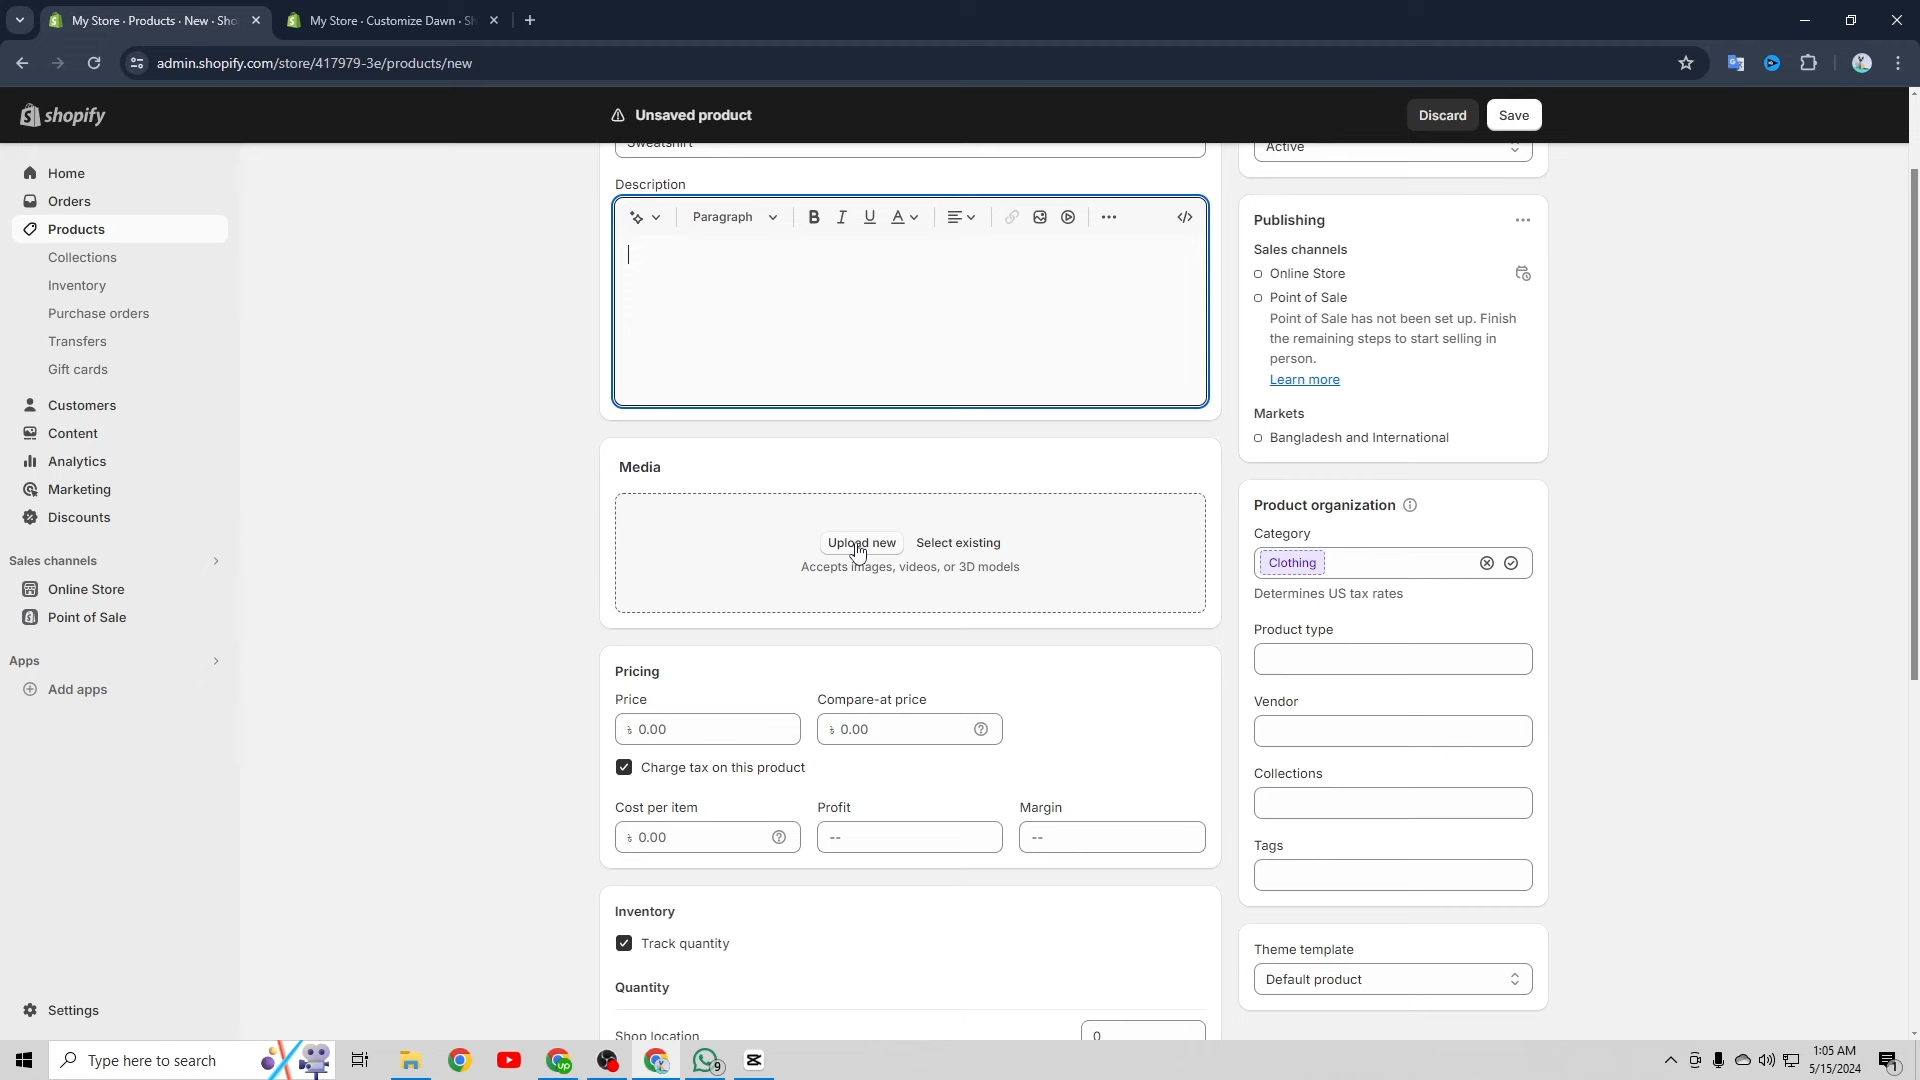 My Store · Products · New · Sho
My Store · Customize Dawn · Sh
admin.shopify.com/store/417979-3e/products/new
shopify
Unsaved product
Discard
Save
Home
Orders
Products
Collections
Inventory
Purchase orders
Transfers
Gift cards
Customers
Content
Analytics
Marketing
Discounts
Sales channels
Online Store
Point of Sale
Apps
Add apps
Settings
Sweatshirt
Description
Paragraph
Media
Upload new
Select existing
Accepts images, videos, or 3D models
Pricing
Price
Compare-at price
৳ 0.00
৳ 0.00
Charge tax on this product
Cost per item
Profit
Margin
৳ 0.00
--
--
Inventory
Track quantity
Quantity
Shop location
0
Active
Publishing
Sales channels
Online Store
Point of Sale
Point of Sale has not been set up. Finish
the remaining steps to start selling in
person.
Learn more
Markets
Bangladesh and International
Product organization
Category
Clothing
Determines US tax rates
Product type
Vendor
Collections
Tags
Theme template
Default product
Type here to search
up
9
1:05 AM
5/15/2024
1